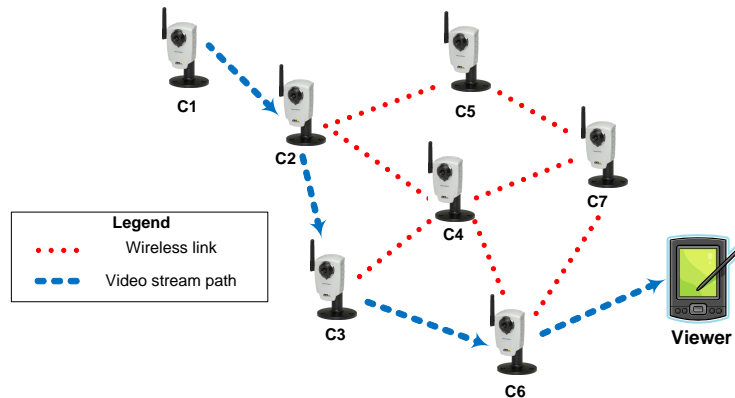 C1
C5
C2
C7
C4
Legend
Wireless link
Video stream path
C3
Viewer
C6